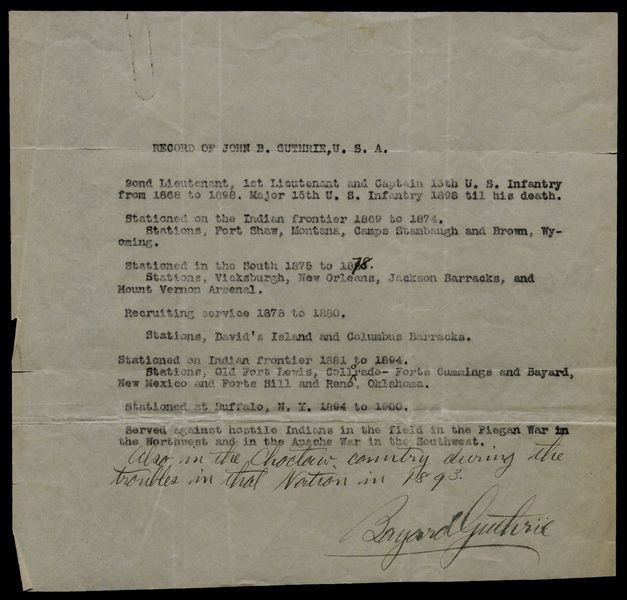 RECORD OF JOHN B. GUTHRIE, U. S. A.
2ond Lieutenant, 1st Lieutenant and Captain 13th U. S. Infantry
from 1868 to 1898. Major 15th U. S. Infantry 1898 til his death.
Stationed on the Indian frontier 1869 to 1874.
Stations, Fort Shaw, Montana, Camps Stambaugh and Brown, Wy-
oming.
Stationed in the South 1875 to 1878.
Stations, Vicksburgh, New Orleans, Jackson Barracks, and
Mount Vernon Arsenal.
Recruiting service 1878 to 1880.
Stations, David's Island and Columbus Barracks.
Stationed on Indian frontier 1881 to 1894.
Stations, Old Fort Lewis, Collorado- Forts Cummings and Bayard,
New Mexico and Forts Sill and Reno, Oklahoma.
Stationed at Buffalo, N. Y. 1894 to 1900.
Served against hostile Indians in the field in the Piegan War in
the Northwest and in the Apache War in the Southwest.
Also in the Choctaw country during the
troubles in that Nation in 1893.
Bayard Guthrie